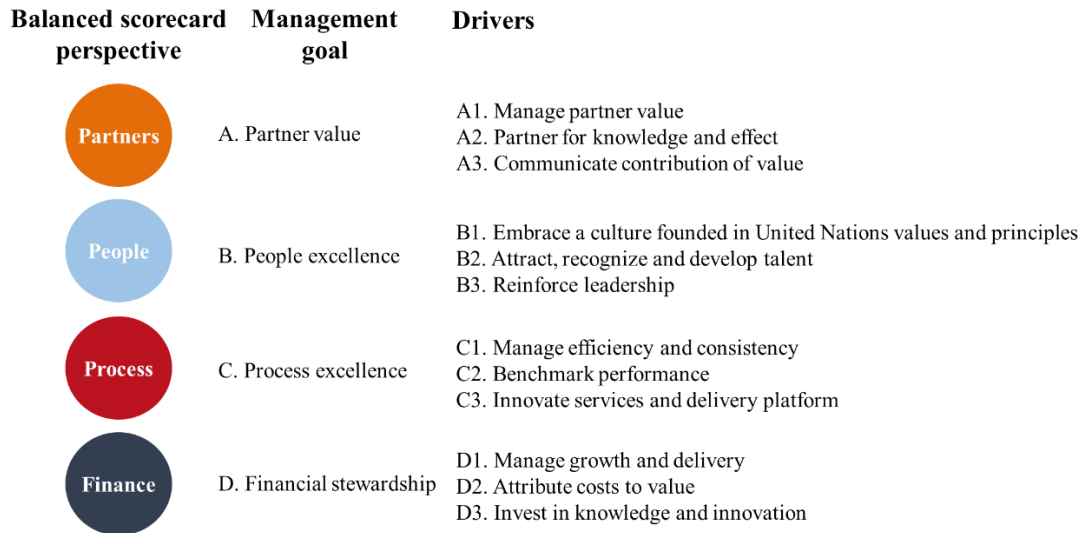 Balanced scorecard
perspective
Management
goal
Drivers
Partners
A. Partner value
A1. Manage partner value
A2. Partner for knowledge and effect
A3. Communicate contribution of value
People
B. People excellence
B1. Embrace a culture founded in United Nations values and principles
B2. Attract, recognize and develop talent
B3. Reinforce leadership
Process
C. Process excellence
C1. Manage efficiency and consistency
C2. Benchmark performance
C3. Innovate services and delivery platform
Finance
D. Financial stewardship
D1. Manage growth and delivery
D2. Attribute costs to value
D3. Invest in knowledge and innovation